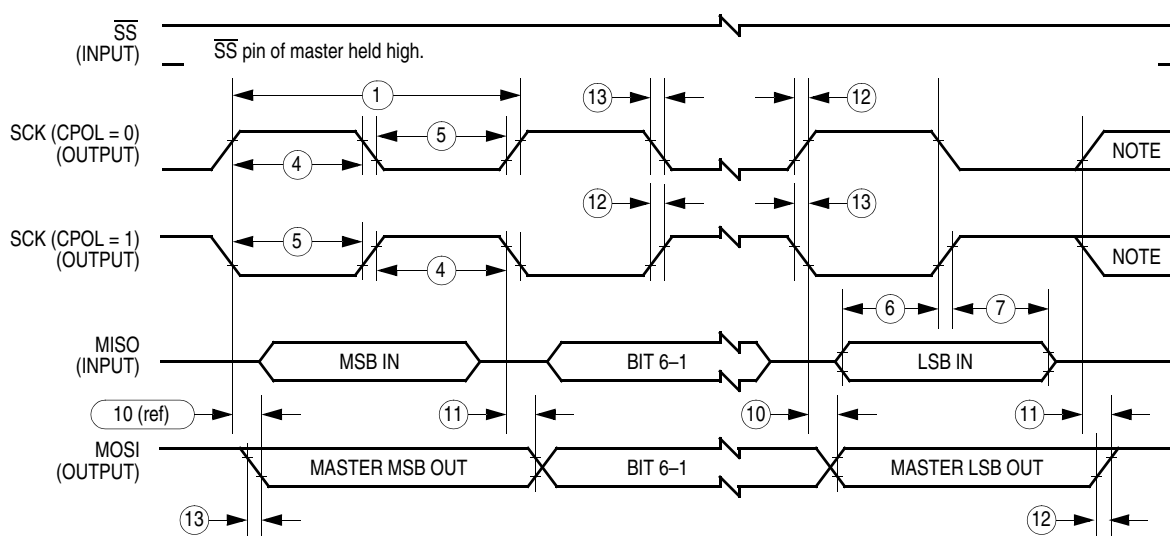 SS
(INPUT)
SS pin of master held high.
1
13
12
SCK (CPOL = 0)
(OUTPUT)
5
4
NOTE
12
13
SCK (CPOL = 1)
(OUTPUT)
5
4
NOTE
6
7
MISO
(INPUT)
MSB IN
BIT 6–1
LSB IN
10 (ref)
11
10
11
MOSI
(OUTPUT)
MASTER MSB OUT
BIT 6–1
MASTER LSB OUT
13
12